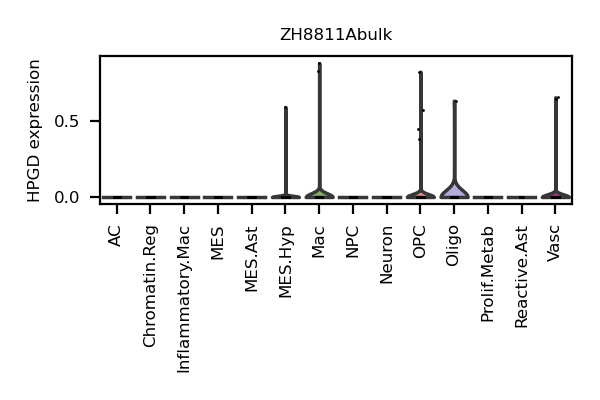 ZH8811Abulk
HPGD expression
0.5
0.0
AC
Chromatin.Reg
Inflammatory.Mac
MES
MES.Ast
MES.Hyp
Mac
NPC
Neuron
OPC
Oligo
Prolif.Metab
Reactive.Ast
Vasc